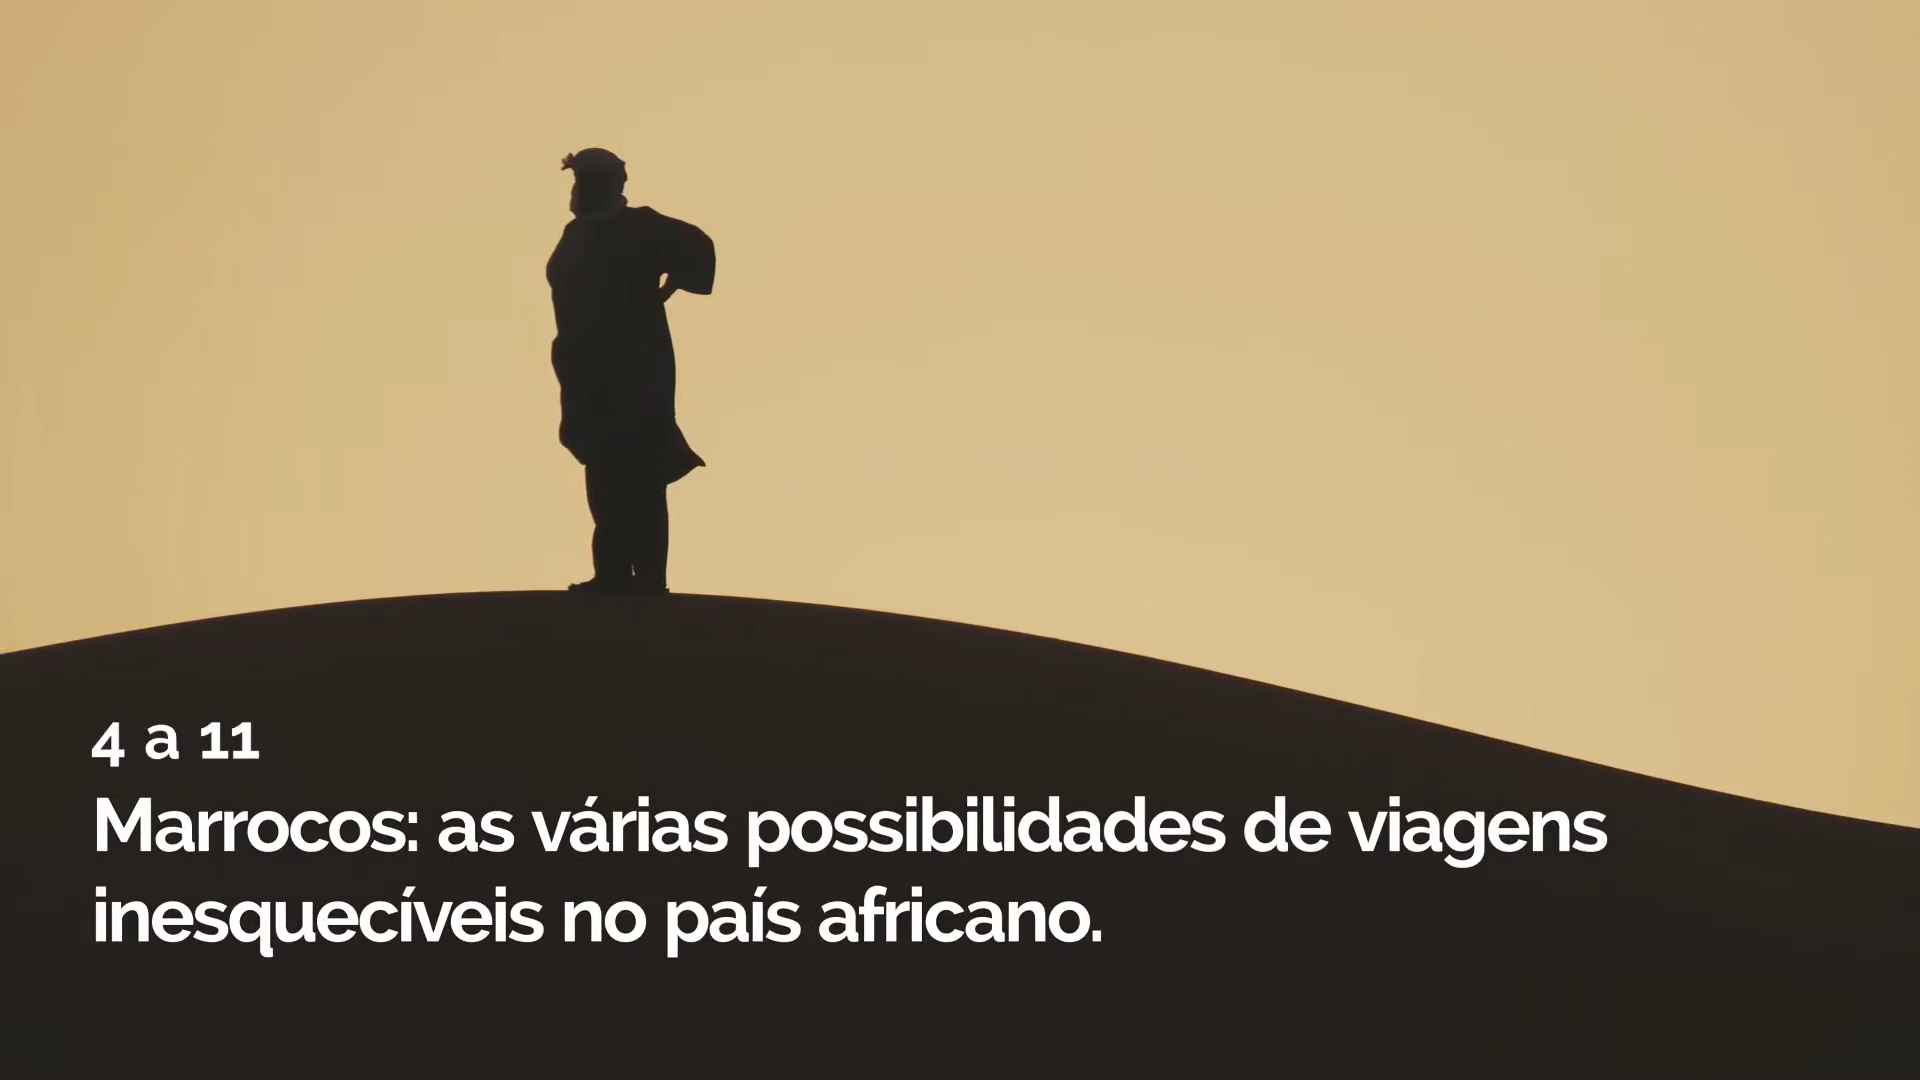 4 a 11
Marrocos: as várias possibilidades de viagens
inesquecíveis no país africano.